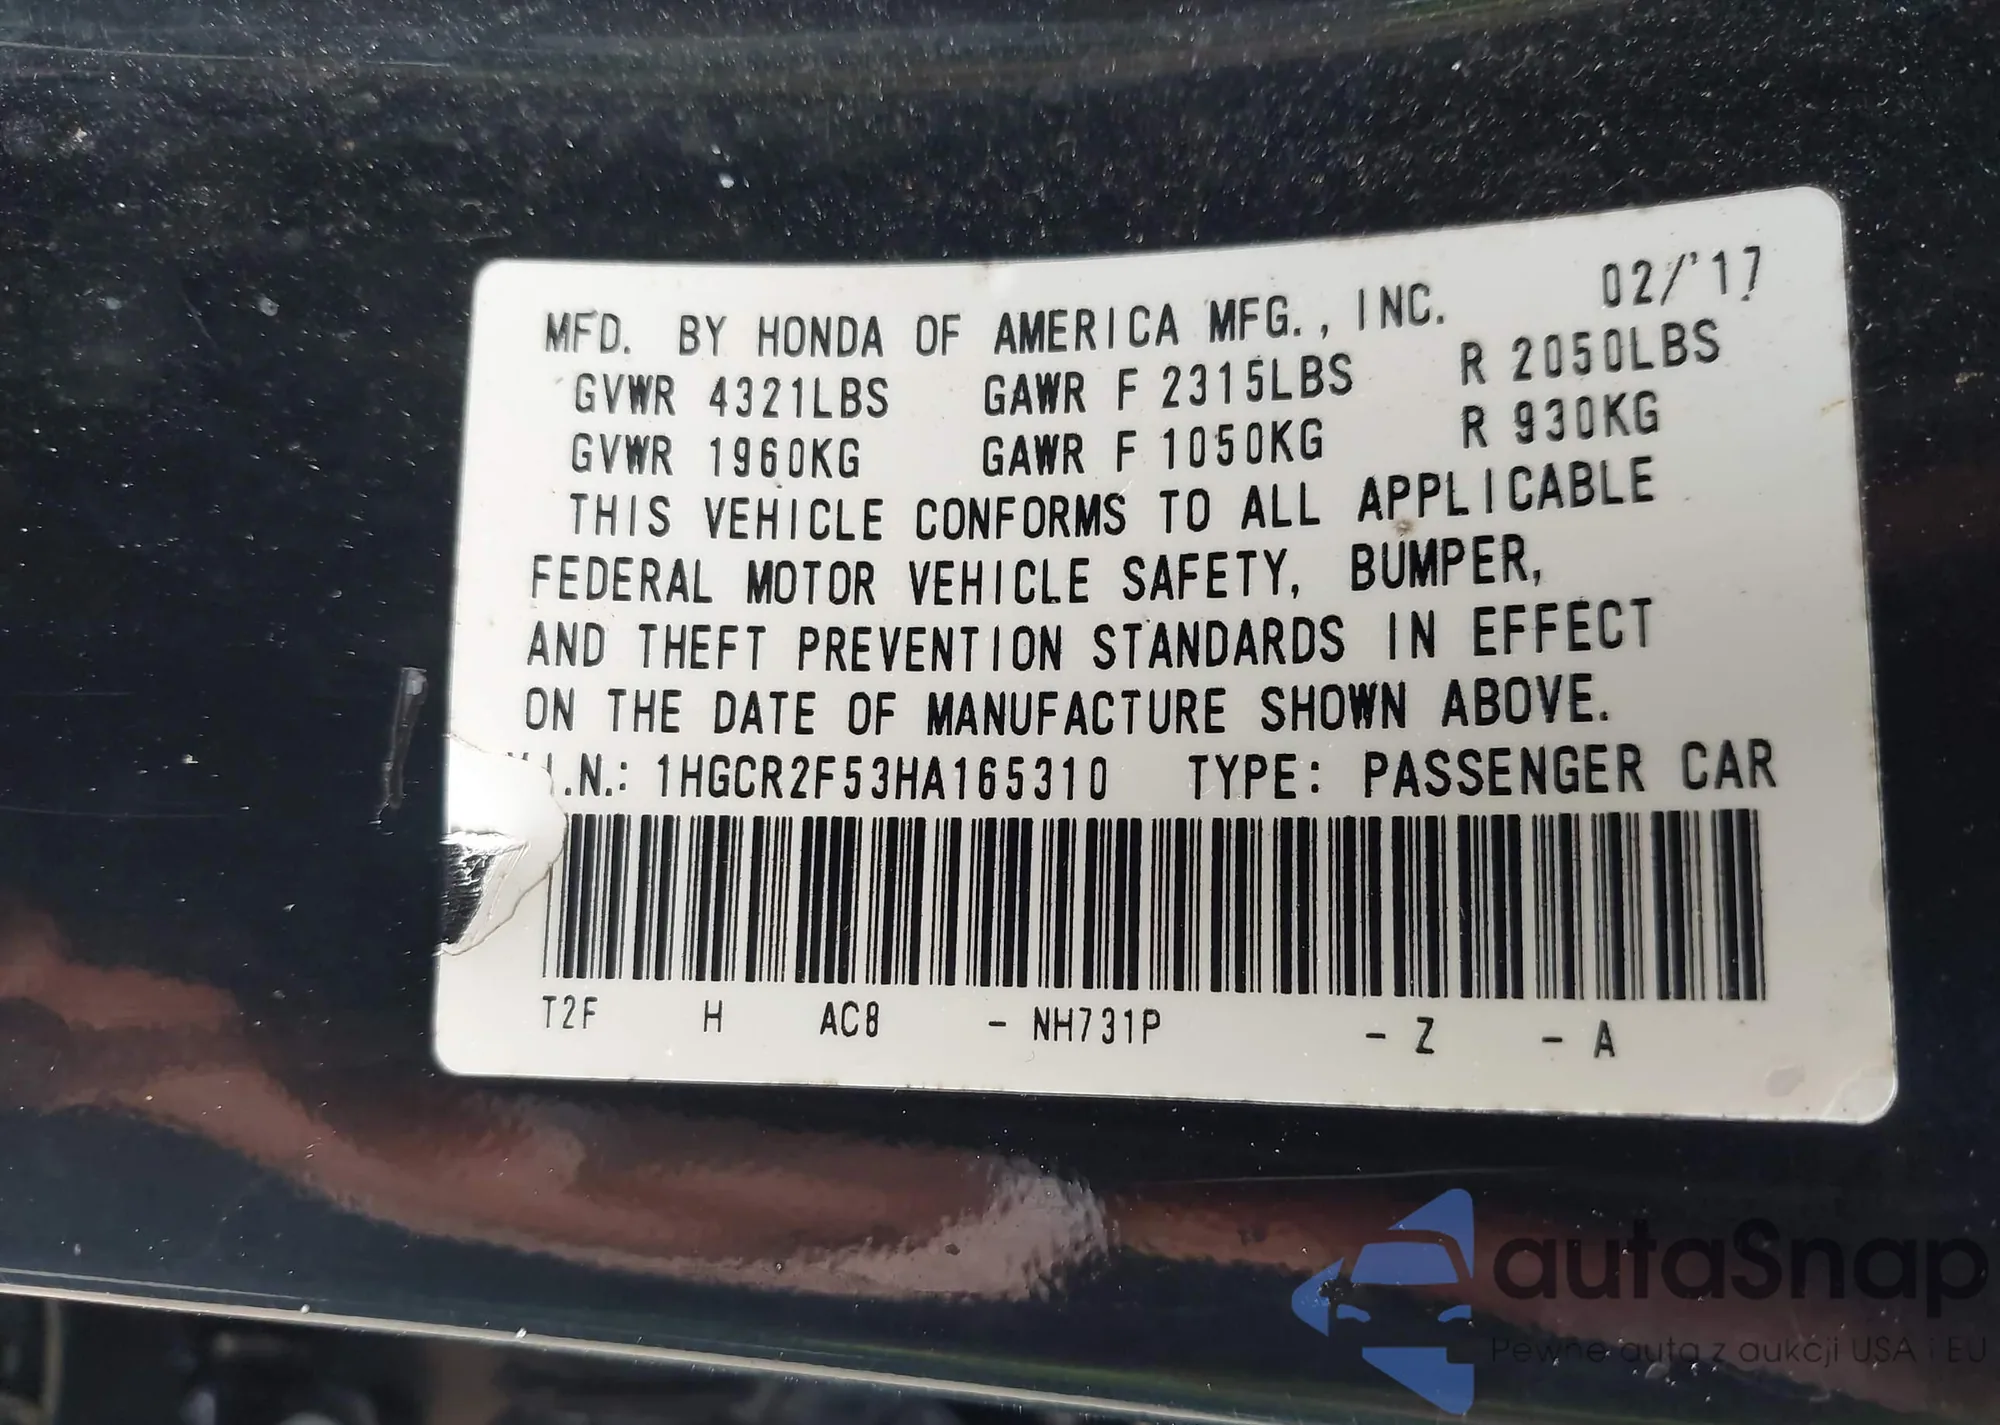 MFD. BY HONDA OF AMERICA MFG., INC. 02/'17
GVWR 4321LBS GAWR F 2315LBS R 2050LBS
GVWR 1960KG GAWR F 1050KG R 930KG
THIS VEHICLE CONFORMS TO ALL APPLICABLE
FEDERAL MOTOR VEHICLE SAFETY, BUMPER,
AND THEFT PREVENTION STANDARDS IN EFFECT
ON THE DATE OF MANUFACTURE SHOWN ABOVE.
V.I.N.: 1HGCR2F53HA165310 TYPE: PASSENGER CAR
T2F H AC8 - NH731P - Z - A
autaSnap
Pewne auta z aukcji USA i EU